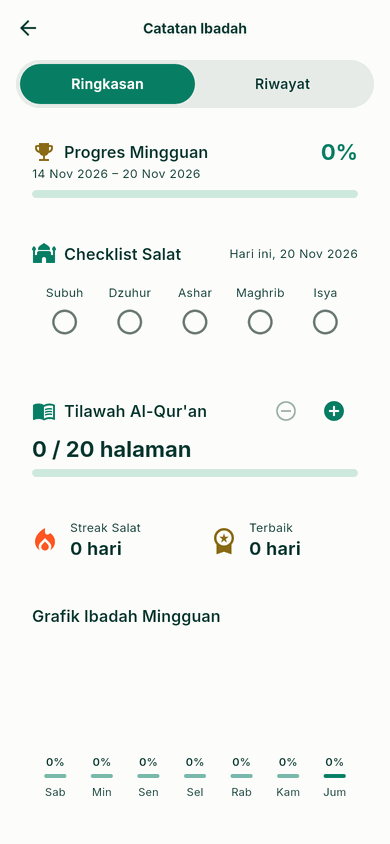 Catatan Ibadah
Ringkasan Riwayat
Progres Mingguan 0%
14 Nov 2026 – 20 Nov 2026
Checklist Salat Hari ini, 20 Nov 2026
Subuh Dzuhur Ashar Maghrib Isya
Tilawah Al-Qur'an
0 / 20 halaman
Streak Salat Terbaik
0 hari 0 hari
Grafik Ibadah Mingguan
0% 0% 0% 0% 0% 0% 0%
Sab Min Sen Sel Rab Kam Jum